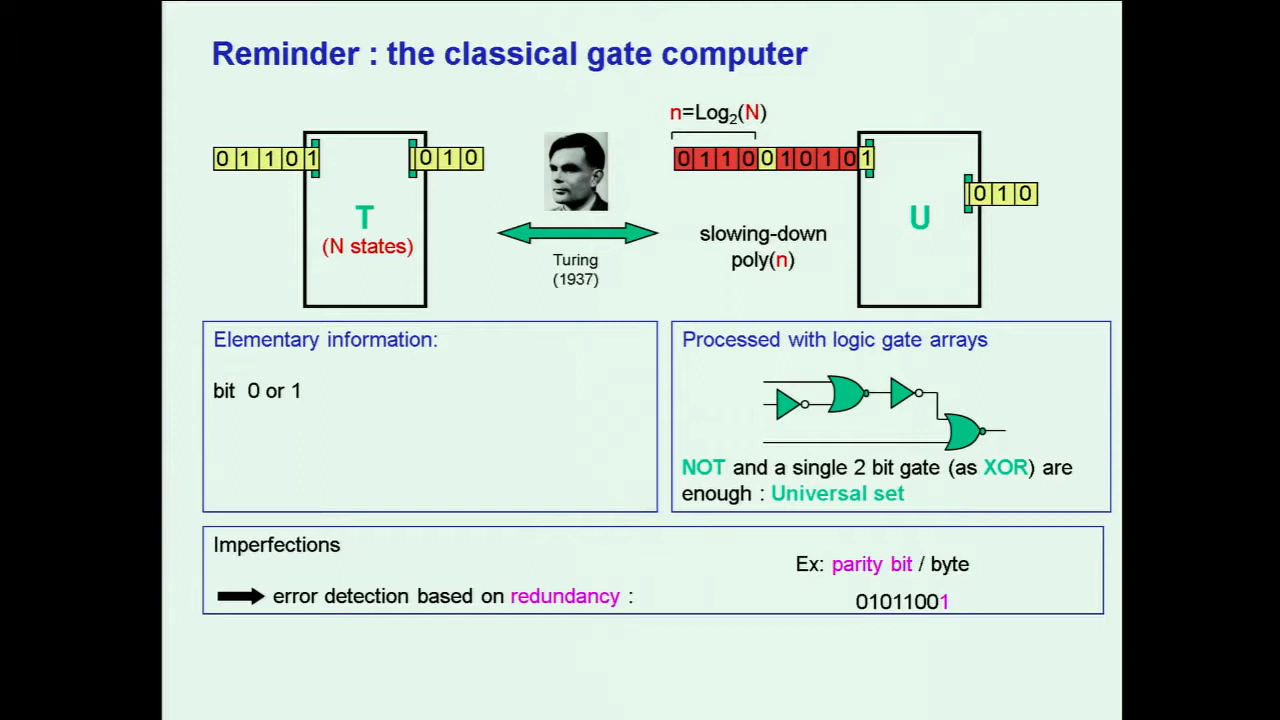 Reminder : the classical gate computer
n=Log2(N)
0 1 1 0 1
0 1 0
0 1 1 0 0 1 0 1 0 1
0 1 0
T
(N states)
Turing
(1937)
slowing-down
poly(n)
U
Elementary information:
bit 0 or 1
Processed with logic gate arrays
NOT and a single 2 bit gate (as XOR) are
enough : Universal set
Imperfections
error detection based on redundancy :
Ex: parity bit / byte
01011001